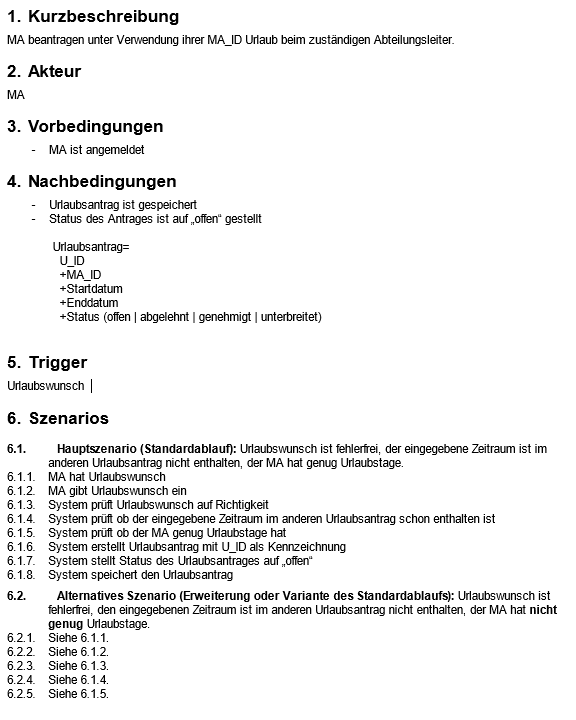 1. Kurzbeschreibung
MA beantragen unter Verwendung ihrer MA_ID Urlaub beim zuständigen Abteilungsleiter.
2. Akteur
MA
3. Vorbedingungen
- MA ist angemeldet
4. Nachbedingungen
- Urlaubsantrag ist gespeichert
- Status des Antrages ist auf „offen“ gestellt
Urlaubsantrag=
U_ID
+MA_ID
+Startdatum
+Enddatum
+Status (offen | abgelehnt | genehmigt | unterbreitet)
5. Trigger
Urlaubswunsch
6. Szenarios
6.1. Hauptszenario (Standardablauf): Urlaubswunsch ist fehlerfrei, der eingegebene Zeitraum ist im
anderen Urlaubsantrag nicht enthalten, der MA hat genug Urlaubstage.
6.1.1. MA hat Urlaubswunsch
6.1.2. MA gibt Urlaubswunsch ein
6.1.3. System prüft Urlaubswunsch auf Richtigkeit
6.1.4. System prüft ob der eingegebene Zeitraum im anderen Urlaubsantrag schon enthalten ist
6.1.5. System prüft ob der MA genug Urlaubstage hat
6.1.6. System erstellt Urlaubsantrag mit U_ID als Kennzeichnung
6.1.7. System stellt Status des Urlaubsantrages auf „offen“
6.1.8. System speichert den Urlaubsantrag
6.2. Alternatives Szenario (Erweiterung oder Variante des Standardablaufs): Urlaubswunsch ist
fehlerfrei, den eingegebenen Zeitraum ist im anderen Urlaubsantrag nicht enthalten, der MA hat nicht
genug Urlaubstage.
6.2.1. Siehe 6.1.1.
6.2.2. Siehe 6.1.2.
6.2.3. Siehe 6.1.3.
6.2.4. Siehe 6.1.4.
6.2.5. Siehe 6.1.5.